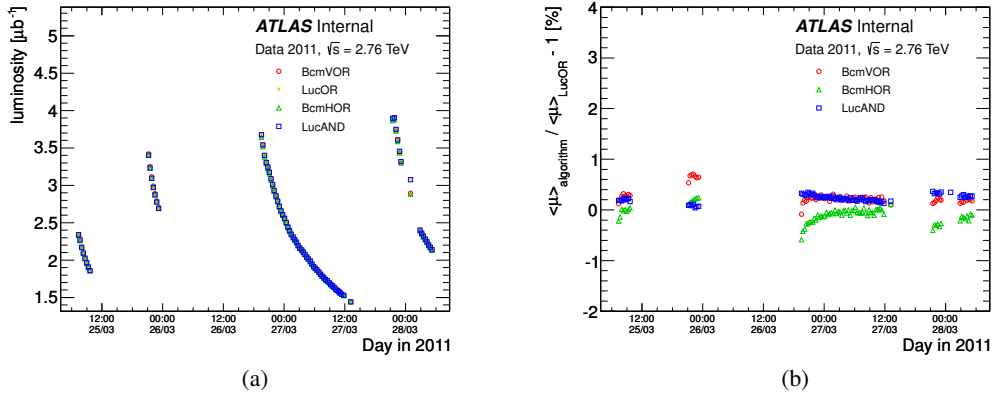 luminosity [μb⁻¹]
5
4.5
4
3.5
3
2.5
2
1.5
ATLAS Internal
Data 2011, √s = 2.76 TeV
BcmVOR
LucOR
BcmHOR
LucAND
12:00 00:00 12:00 00:00 12:00 00:00
25/03 26/03 26/03 27/03 27/03 28/03
Day in 2011
(a)
<μ>algorithm / <μ>LucOR - 1 [%]
4
3
2
1
0
-1
-2
ATLAS Internal
Data 2011, √s = 2.76 TeV
BcmVOR
BcmHOR
LucAND
12:00 00:00 12:00 00:00 12:00 00:00
25/03 26/03 26/03 27/03 27/03 28/03
Day in 2011
(b)